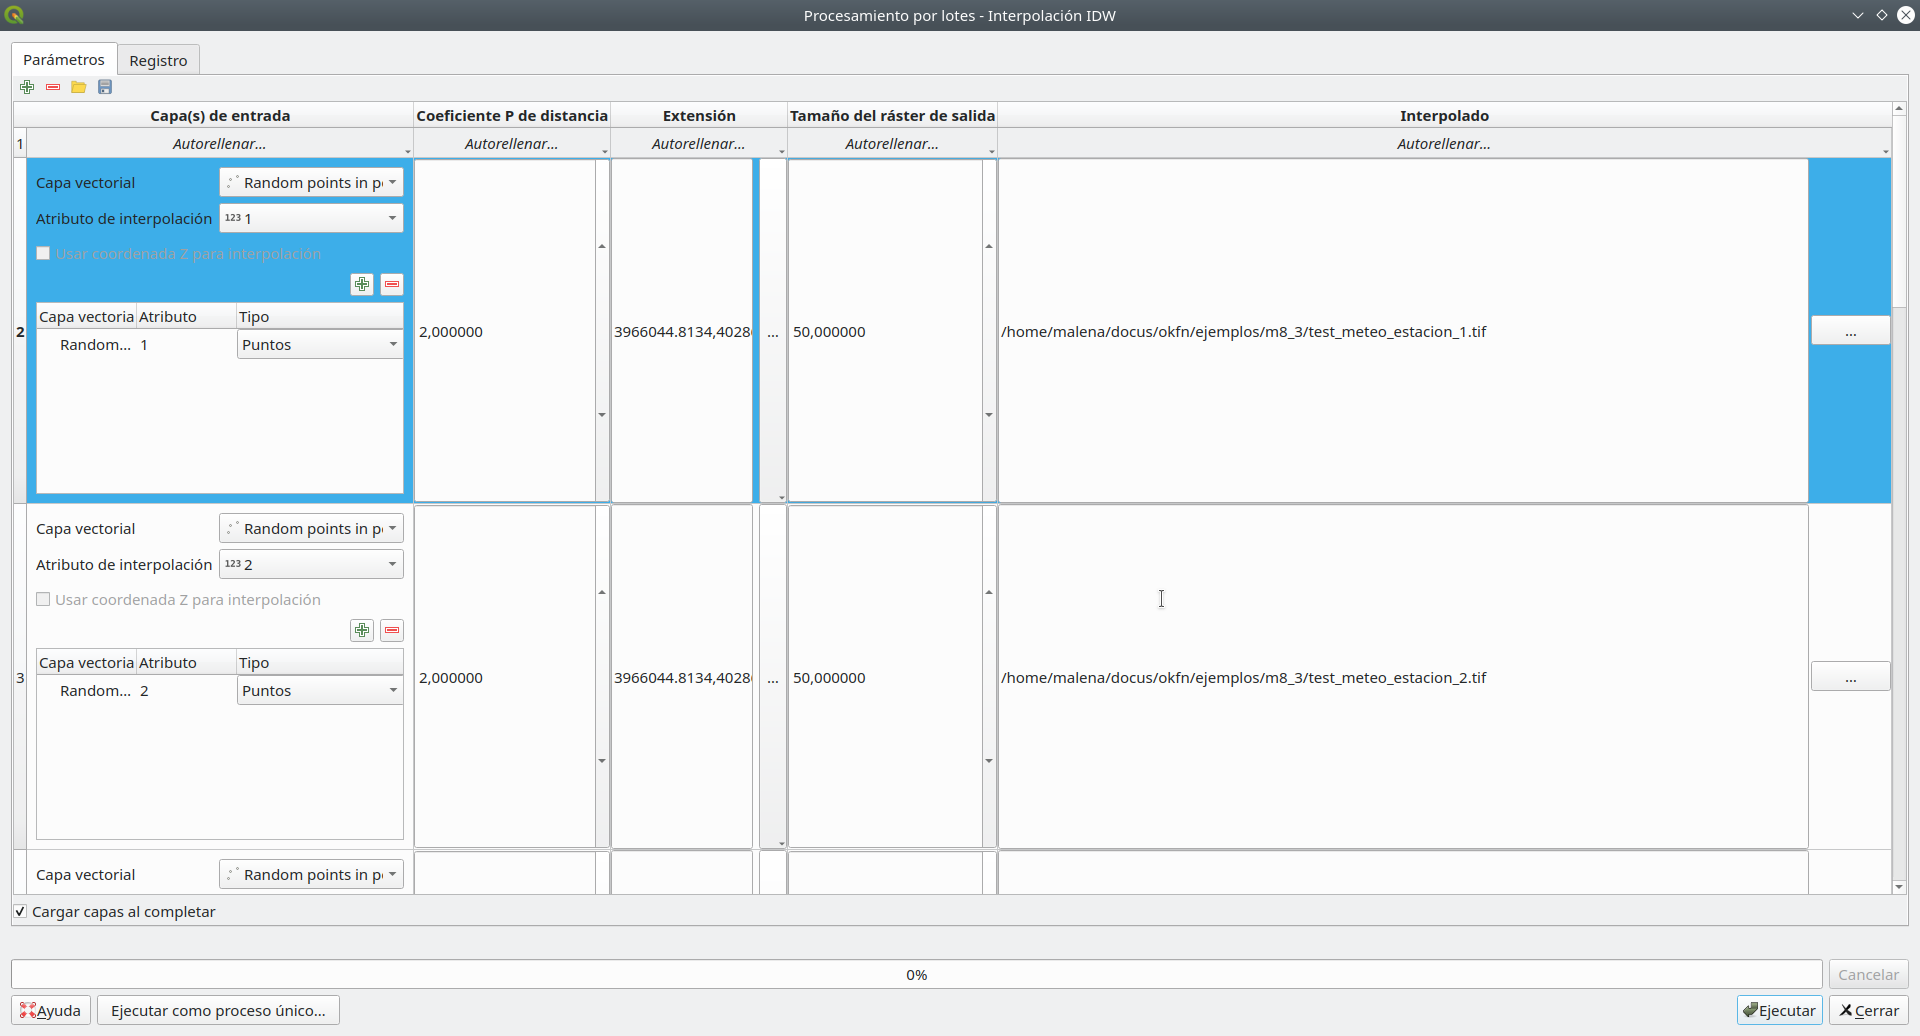 Procesamiento por lotes - Interpolación IDW
Parámetros Registro
Capa(s) de entrada Coeficiente P de distancia Extensión Tamaño del ráster de salida Interpolado
1 Autorellenar... Autorellenar... Autorellenar... Autorellenar... Autorellenar...
Capa vectorial Random points in p
Atributo de interpolación 123 1
Usar coordenada Z para interpolación
Capa vectoria Atributo Tipo
2 2,000000 3966044.8134,4028 ... 50,000000 /home/malena/docus/okfn/ejemplos/m8_3/test_meteo_estacion_1.tif ...
Random... 1 Puntos
Capa vectorial Random points in p
Atributo de interpolación 123 2
Usar coordenada Z para interpolación
Capa vectoria Atributo Tipo
3 2,000000 3966044.8134,4028 ... 50,000000 /home/malena/docus/okfn/ejemplos/m8_3/test_meteo_estacion_2.tif ...
Random... 2 Puntos
Capa vectorial Random points in p
Cargar capas al completar
0% Cancelar
Ayuda Ejecutar como proceso único... Ejecutar Cerrar